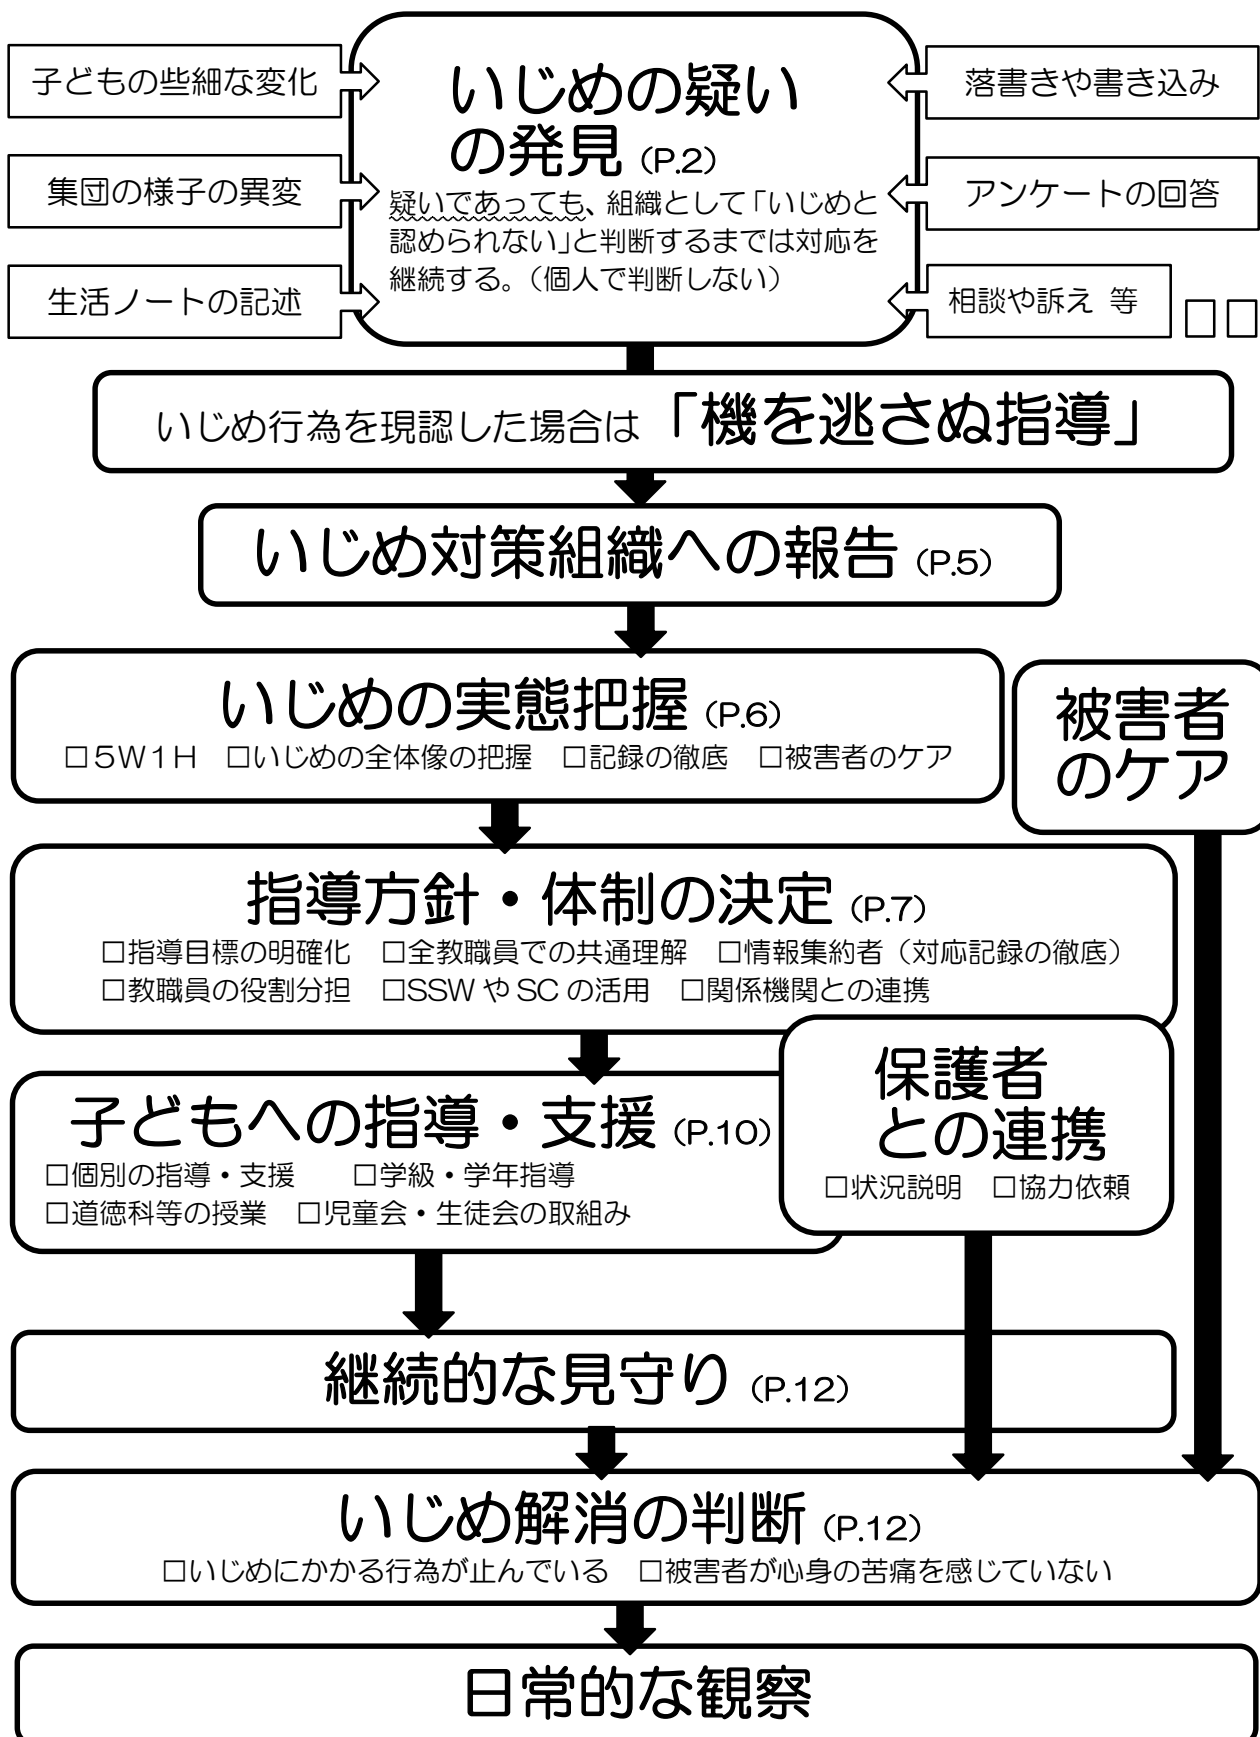 子どもの些細な変化
集団の様子の異変
生活ノートの記述
いじめの疑い
の発見 (P.2)
疑いであっても、組織として「いじめと
認められない」と判断するまでは対応を
継続する。（個人で判断しない）
落書きや書き込み
アンケートの回答
相談や訴え 等
いじめ行為を現認した場合は「機を逃さぬ指導」
いじめ対策組織への報告 (P.5)
いじめの実態把握 (P.6)
□5W1H □いじめの全体像の把握 □記録の徹底 □被害者のケア
被害者
のケア
指導方針・体制の決定 (P.7)
□指導目標の明確化 □全教職員での共通理解 □情報集約者（対応記録の徹底）
□教職員の役割分担 □SSW や SC の活用 □関係機関との連携
子どもへの指導・支援 (P.10)
□個別の指導・支援 □学級・学年指導
□道徳科等の授業 □児童会・生徒会の取組み
保護者
との連携
□状況説明 □協力依頼
継続的な見守り (P.12)
いじめ解消の判断 (P.12)
□いじめにかかる行為が止んでいる □被害者が心身の苦痛を感じていない
日常的な観察